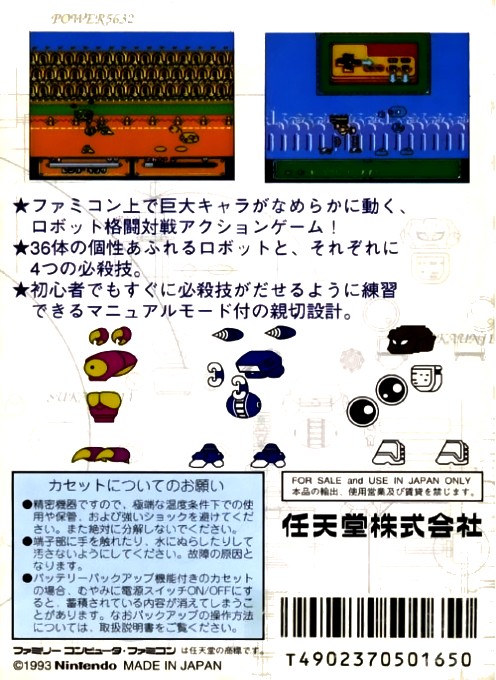 POWER5632
★ファミコン上で巨大キャラがなめらかに動く、
ロボット格闘対戦アクションゲーム！
★36体の個性あふれるロボットと、それぞれに
4つの必殺技。
★初心者でもすぐに必殺技がだせるように練習
できるマニュアルモード付の親切設計。
カセットについてのお願い
●精密機器ですので、極端な温度条件下での使
用や保管、および強いショックを避けてくだ
さい。また絶対に分解しないでください。
●端子部に手を触れたり、水にぬらしたりして
汚さないようにしてください。故障の原因と
なります。
●バッテリーバックアップ機能付きのカセット
の場合、むやみに電源スイッチON/OFFにす
ると、蓄積されている内容が消えてしまうこ
とがあります。なおバックアップの操作方法
については、取扱説明書をご覧ください。
FOR SALE and USE IN JAPAN ONLY
本品の輸出、使用営業及び賃貸を禁じます。
任天堂株式会社
ファミリーコンピュータ・ファミコンは任天堂の商標です。
©1993 Nintendo MADE IN JAPAN
T4902370501650